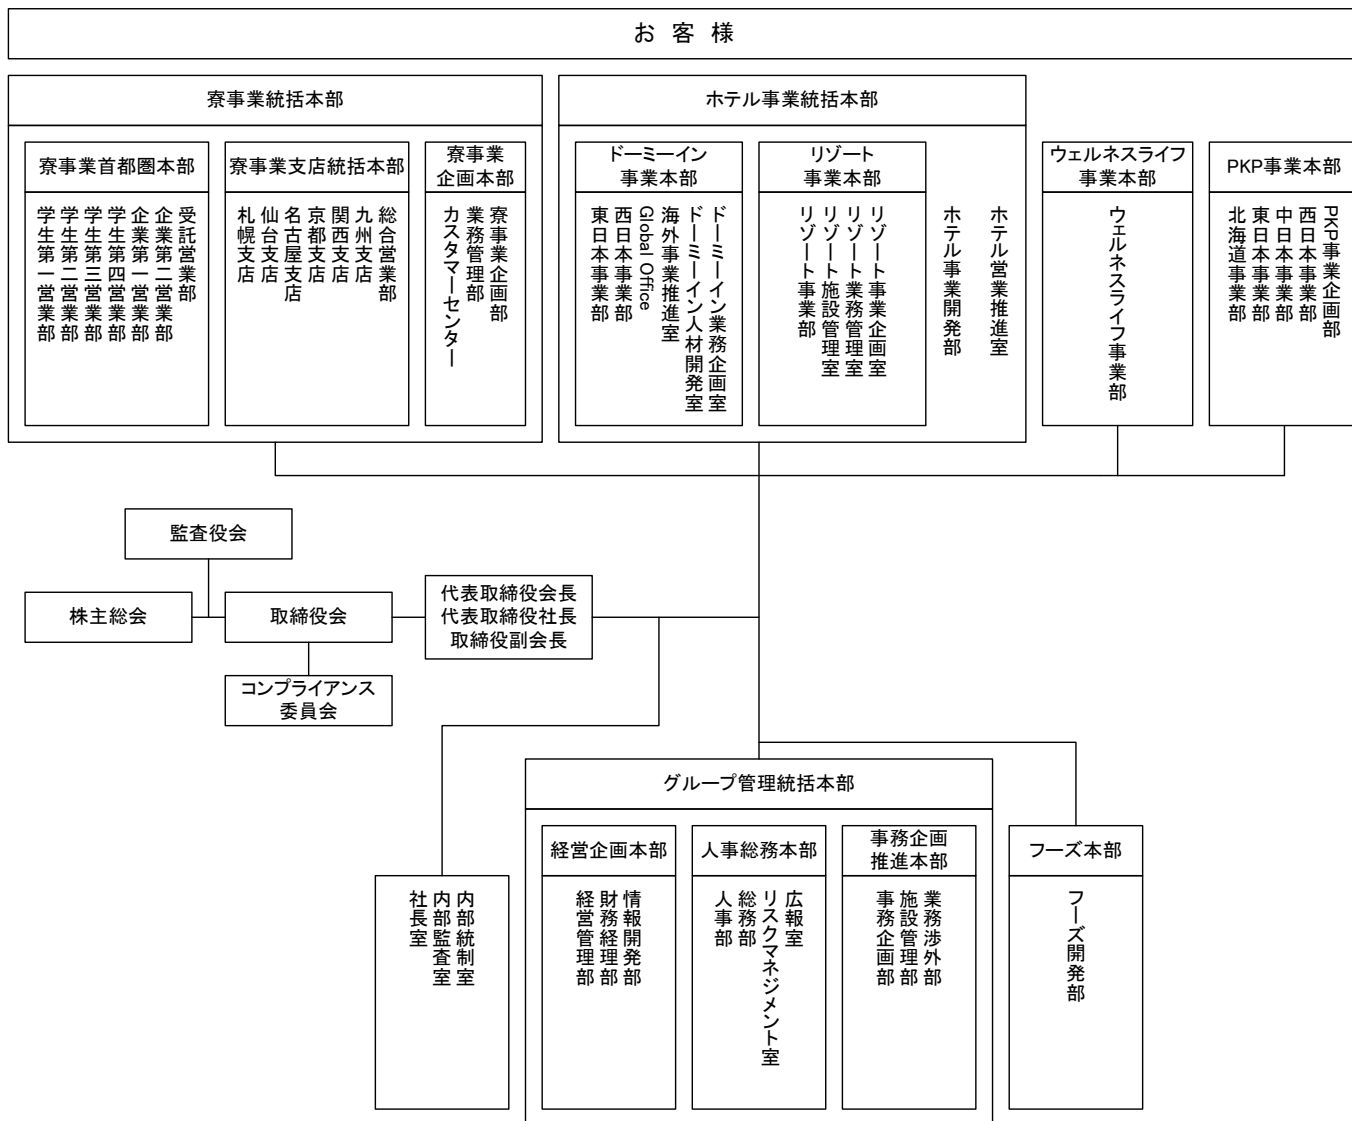 お客様
寮事業統括本部
寮事業首都圏本部
受託営業部
企業第二営業部
企業第一営業部
学生第四営業部
学生第三営業部
学生第二営業部
学生第一営業部
寮事業支店統括本部
総合営業部
九州支店
関西支店
京都支店
名古屋支店
仙台支店
札幌支店
寮事業
企画本部
寮事業企画部
業務管理部
カスタマーセンター
ホテル事業統括本部
ドーミーイン
事業本部
ドーミーイン業務企画室
ドーミーイン人材開発室
海外事業推進室
Global Office
西日本事業部
東日本事業部
リゾート
事業本部
リゾート事業企画室
リゾート業務管理室
リゾート施設管理室
リゾート事業部
ホテル営業推進室
ホテル事業開発部
ウェルネスライフ
事業本部
ウェルネスライフ事業部
PKP事業本部
PKP事業企画部
西日本事業部
中日本事業部
東日本事業部
北海道事業部
監査役会
株主総会
取締役会
代表取締役会長
代表取締役社長
取締役副会長
コンプライアンス
委員会
内部統制室
内部監査室
社長室
グループ管理統括本部
経営企画本部
情報開発部
財務経理部
経営管理部
人事総務本部
広報室
リスクマネジメント室
総務部
人事部
事務企画
推進本部
業務渉外部
施設管理部
事務企画部
フーズ本部
フーズ開発部